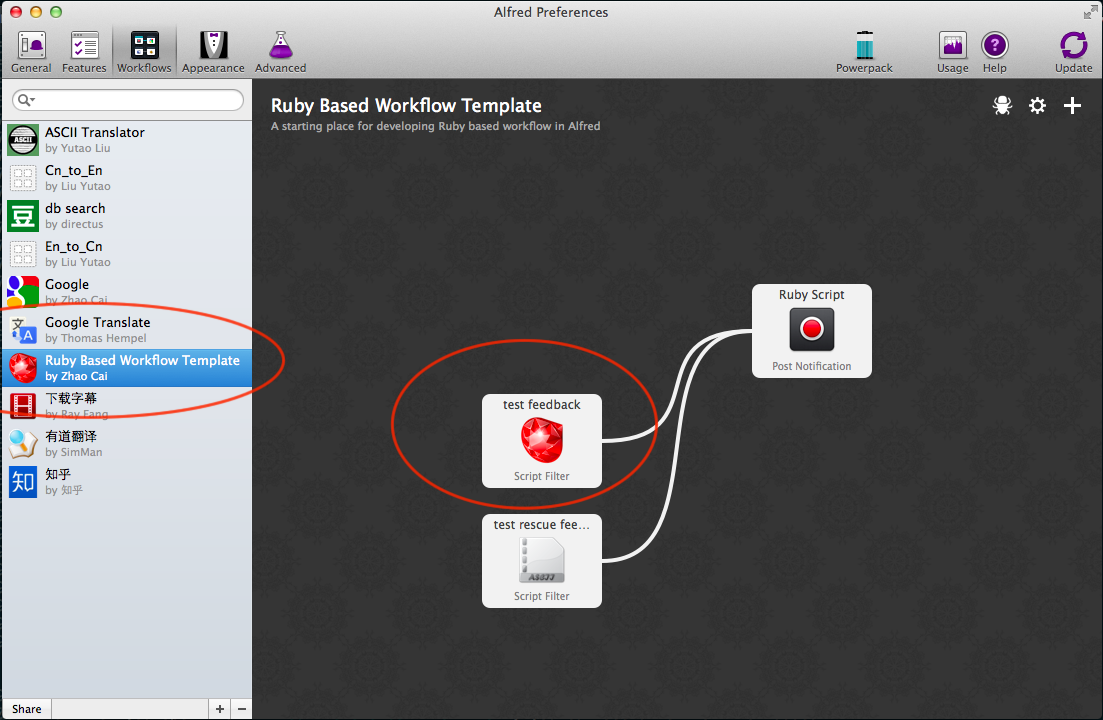 Alfred Preferences
General
Features
Workflows
Appearance
Advanced
Powerpack
Usage
Help
Update
ASCII Translator
by Yutao Liu
Cn_to_En
by Liu Yutao
db search
by directus
En_to_Cn
by Liu Yutao
Google
by Zhao Cai
Google Translate
by Thomas Hempel
Ruby Based Workflow Template
by Zhao Cai
下载字幕
by Ray Fang
有道翻译
by SimMan
知乎
by 知乎
Share
ASCII
豆
文
A
知
Ruby Based Workflow Template
A starting place for developing Ruby based workflow in Alfred
Ruby Script
Post Notification
test feedback
Script Filter
test rescue fee...
Script Filter